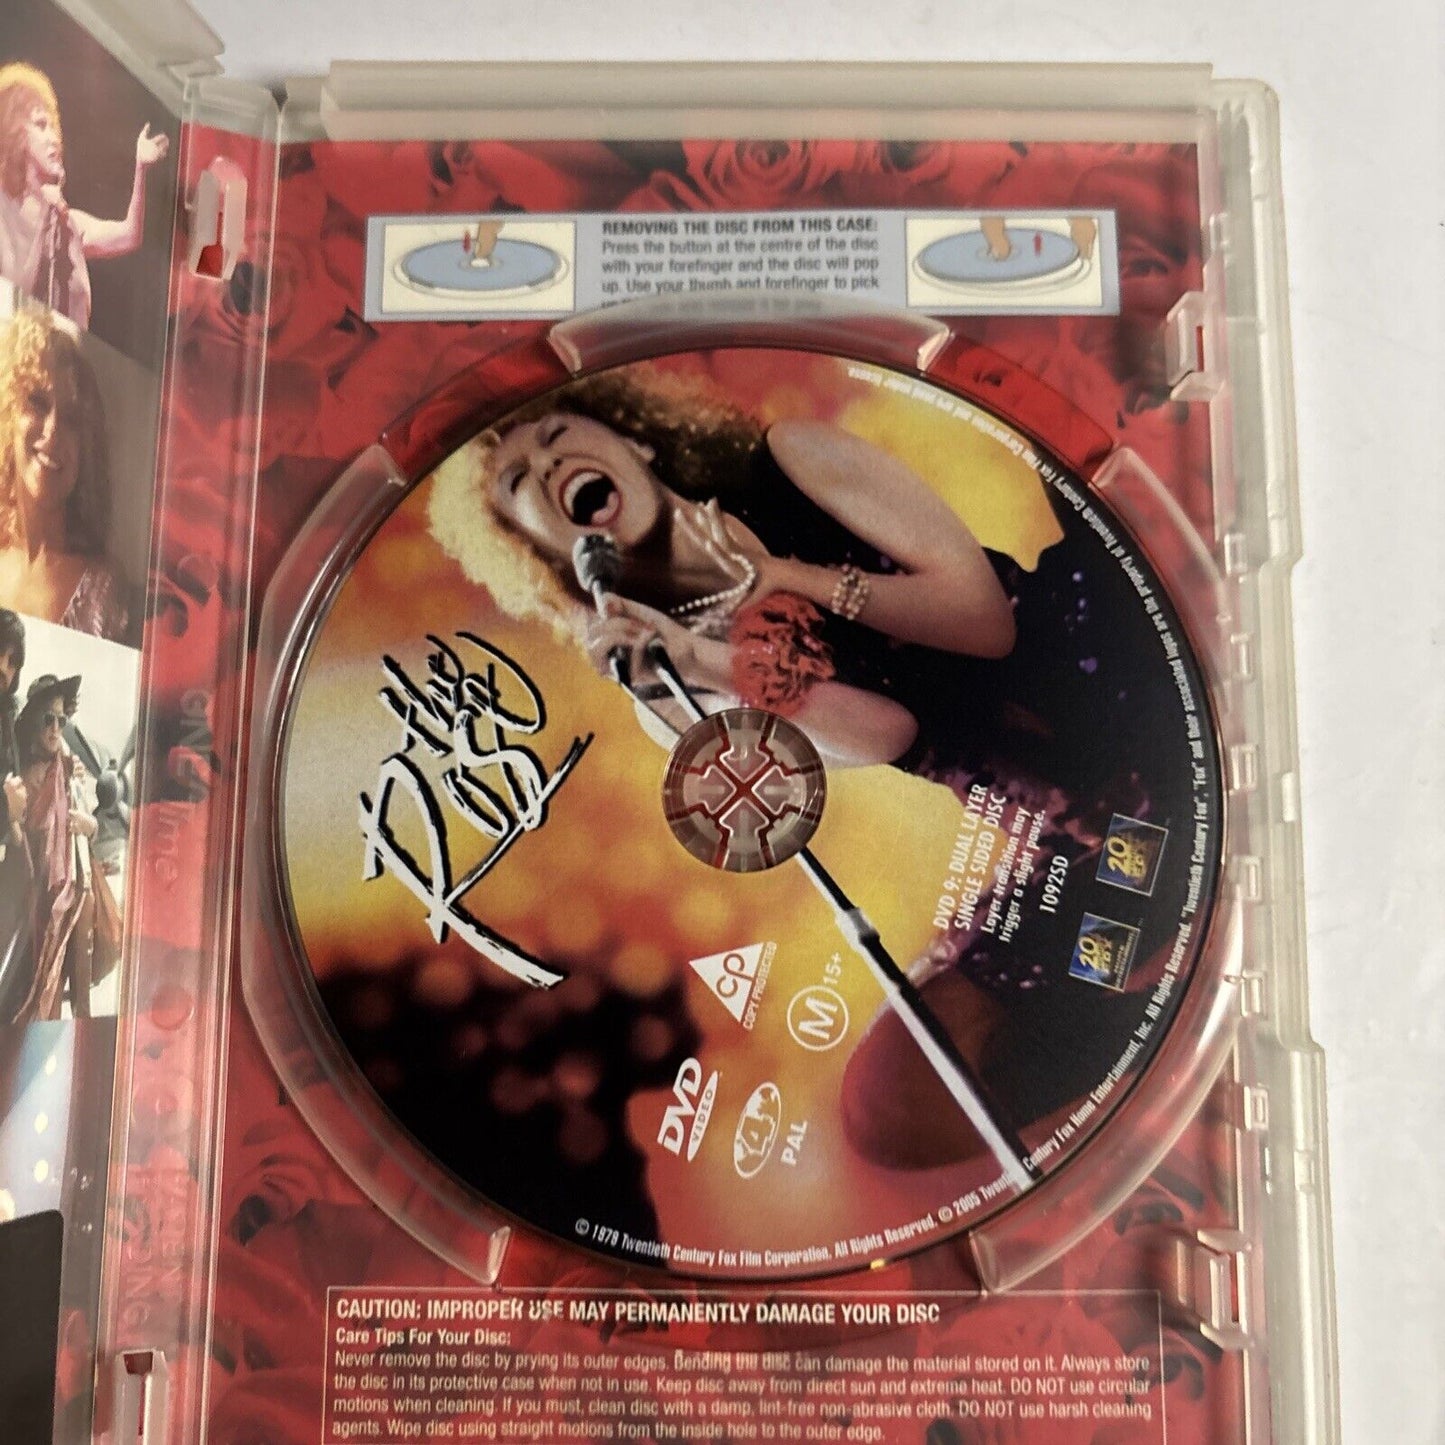 REMOVING THE DISC FROM THIS CASE:
Press the button at the centre of the disc
with your forefinger and the disc will pop
up. Use your thumb and forefinger to pick
the
Rose
DVD 9: DUAL LAYER
SINGLE SIDED DISC
Layer transition may
trigger a slight pause.
1092SD
CP
COPY PROTECTED
M 15+
DVD
VIDEO
4
PAL
20
20
© 1979 Twentieth Century Fox Film Corporation. All Rights Reserved. © 2005 Twentieth Century Fox Home Entertainment, Inc. All Rights Reserved. "Twentieth Century Fox", "Fox" and their associated logos are the property of Twentieth Century Fox Film Corporation and are used under licence.
CAUTION: IMPROPER USE MAY PERMANENTLY DAMAGE YOUR DISC
Care Tips For Your Disc:
Never remove the disc by prying its outer edges. Bending the disc can damage the material stored on it. Always store
the disc in its protective case when not in use. Keep disc away from direct sun and extreme heat. DO NOT use circular
motions when cleaning. If you must, clean disc with a damp, lint-free non-abrasive cloth. DO NOT use harsh cleaning
agents. Wipe disc using straight motions from the inside hole to the outer edge.